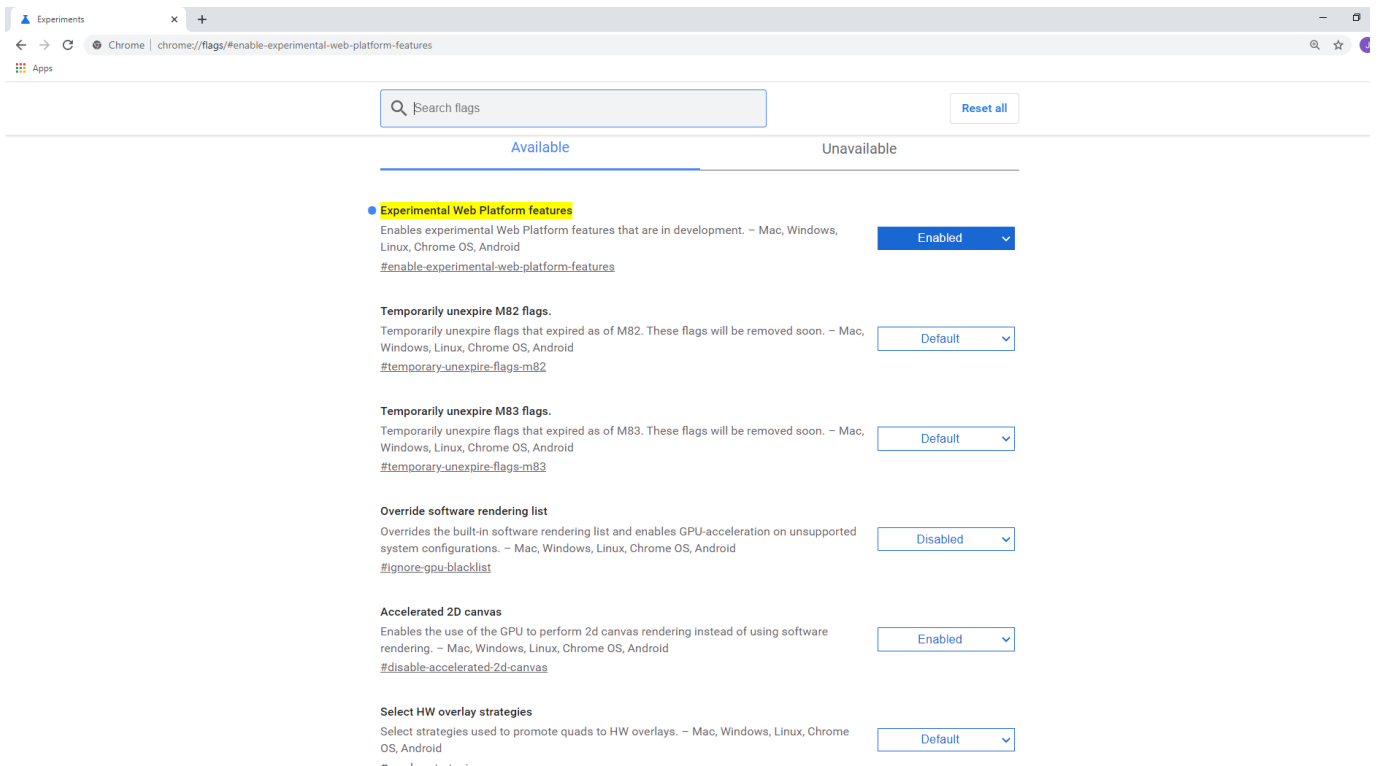 Experiments
Chrome | chrome://flags/#enable-experimental-web-platform-features
Apps
Search flags
Reset all
Available
Unavailable
Experimental Web Platform features
Enables experimental Web Platform features that are in development. – Mac, Windows,
Linux, Chrome OS, Android
#enable-experimental-web-platform-features
Enabled
Temporarily unexpire M82 flags.
Temporarily unexpire flags that expired as of M82. These flags will be removed soon. – Mac,
Windows, Linux, Chrome OS, Android
#temporary-unexpire-flags-m82
Default
Temporarily unexpire M83 flags.
Temporarily unexpire flags that expired as of M83. These flags will be removed soon. – Mac,
Windows, Linux, Chrome OS, Android
#temporary-unexpire-flags-m83
Default
Override software rendering list
Overrides the built-in software rendering list and enables GPU-acceleration on unsupported
system configurations. – Mac, Windows, Linux, Chrome OS, Android
#ignore-gpu-blacklist
Disabled
Accelerated 2D canvas
Enables the use of the GPU to perform 2d canvas rendering instead of using software
rendering. – Mac, Windows, Linux, Chrome OS, Android
#disable-accelerated-2d-canvas
Enabled
Select HW overlay strategies
Select strategies used to promote quads to HW overlays. – Mac, Windows, Linux, Chrome
OS, Android
Default